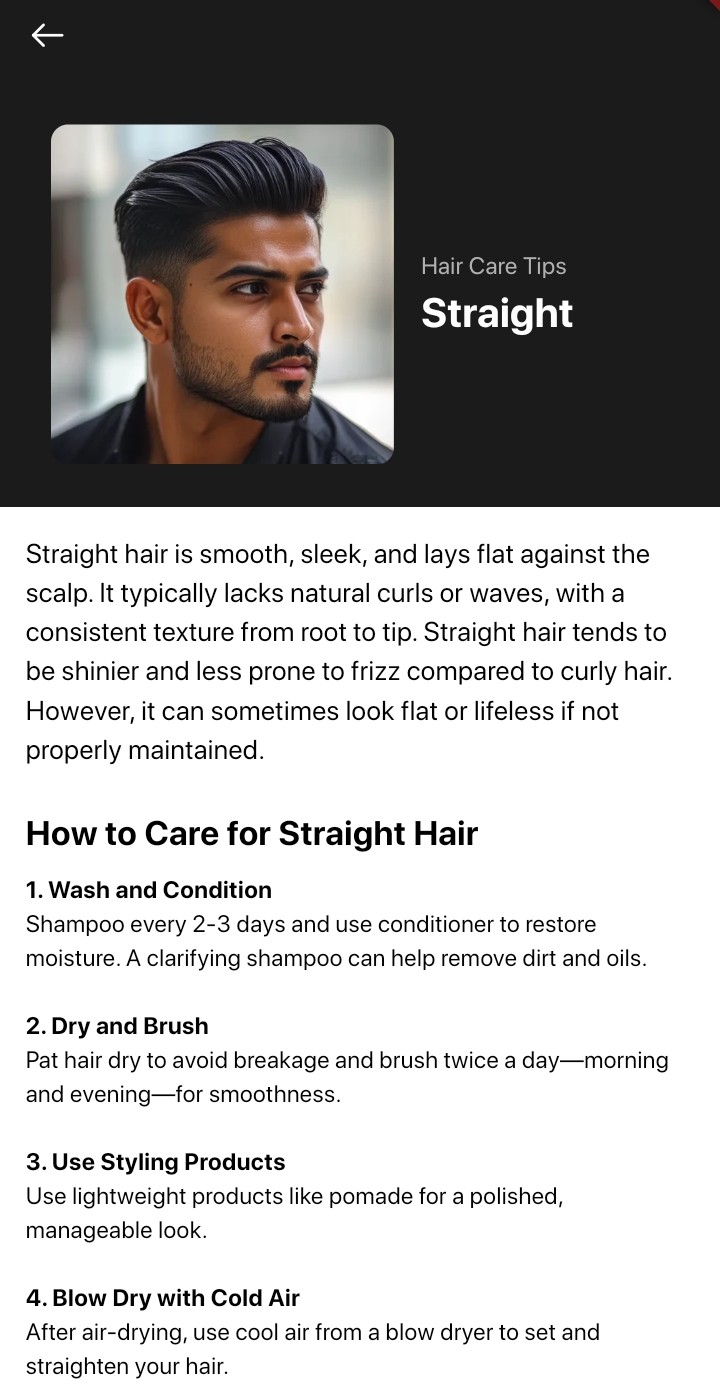 Hair Care Tips
Straight
Straight hair is smooth, sleek, and lays flat against the
scalp. It typically lacks natural curls or waves, with a
consistent texture from root to tip. Straight hair tends to
be shinier and less prone to frizz compared to curly hair.
However, it can sometimes look flat or lifeless if not
properly maintained.
How to Care for Straight Hair
1. Wash and Condition
Shampoo every 2-3 days and use conditioner to restore
moisture. A clarifying shampoo can help remove dirt and oils.
2. Dry and Brush
Pat hair dry to avoid breakage and brush twice a day—morning
and evening—for smoothness.
3. Use Styling Products
Use lightweight products like pomade for a polished,
manageable look.
4. Blow Dry with Cold Air
After air-drying, use cool air from a blow dryer to set and
straighten your hair.